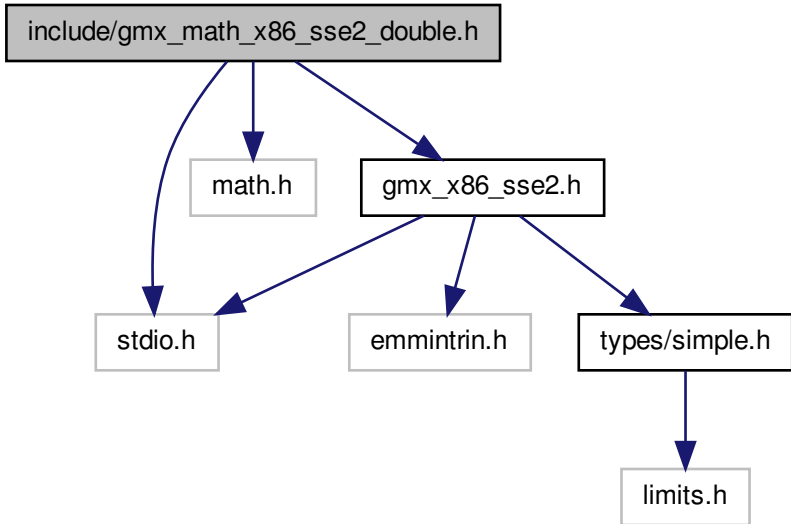 include/gmx_math_x86_sse2_double.h
math.h
gmx_x86_sse2.h
stdio.h
emmintrin.h
types/simple.h
limits.h